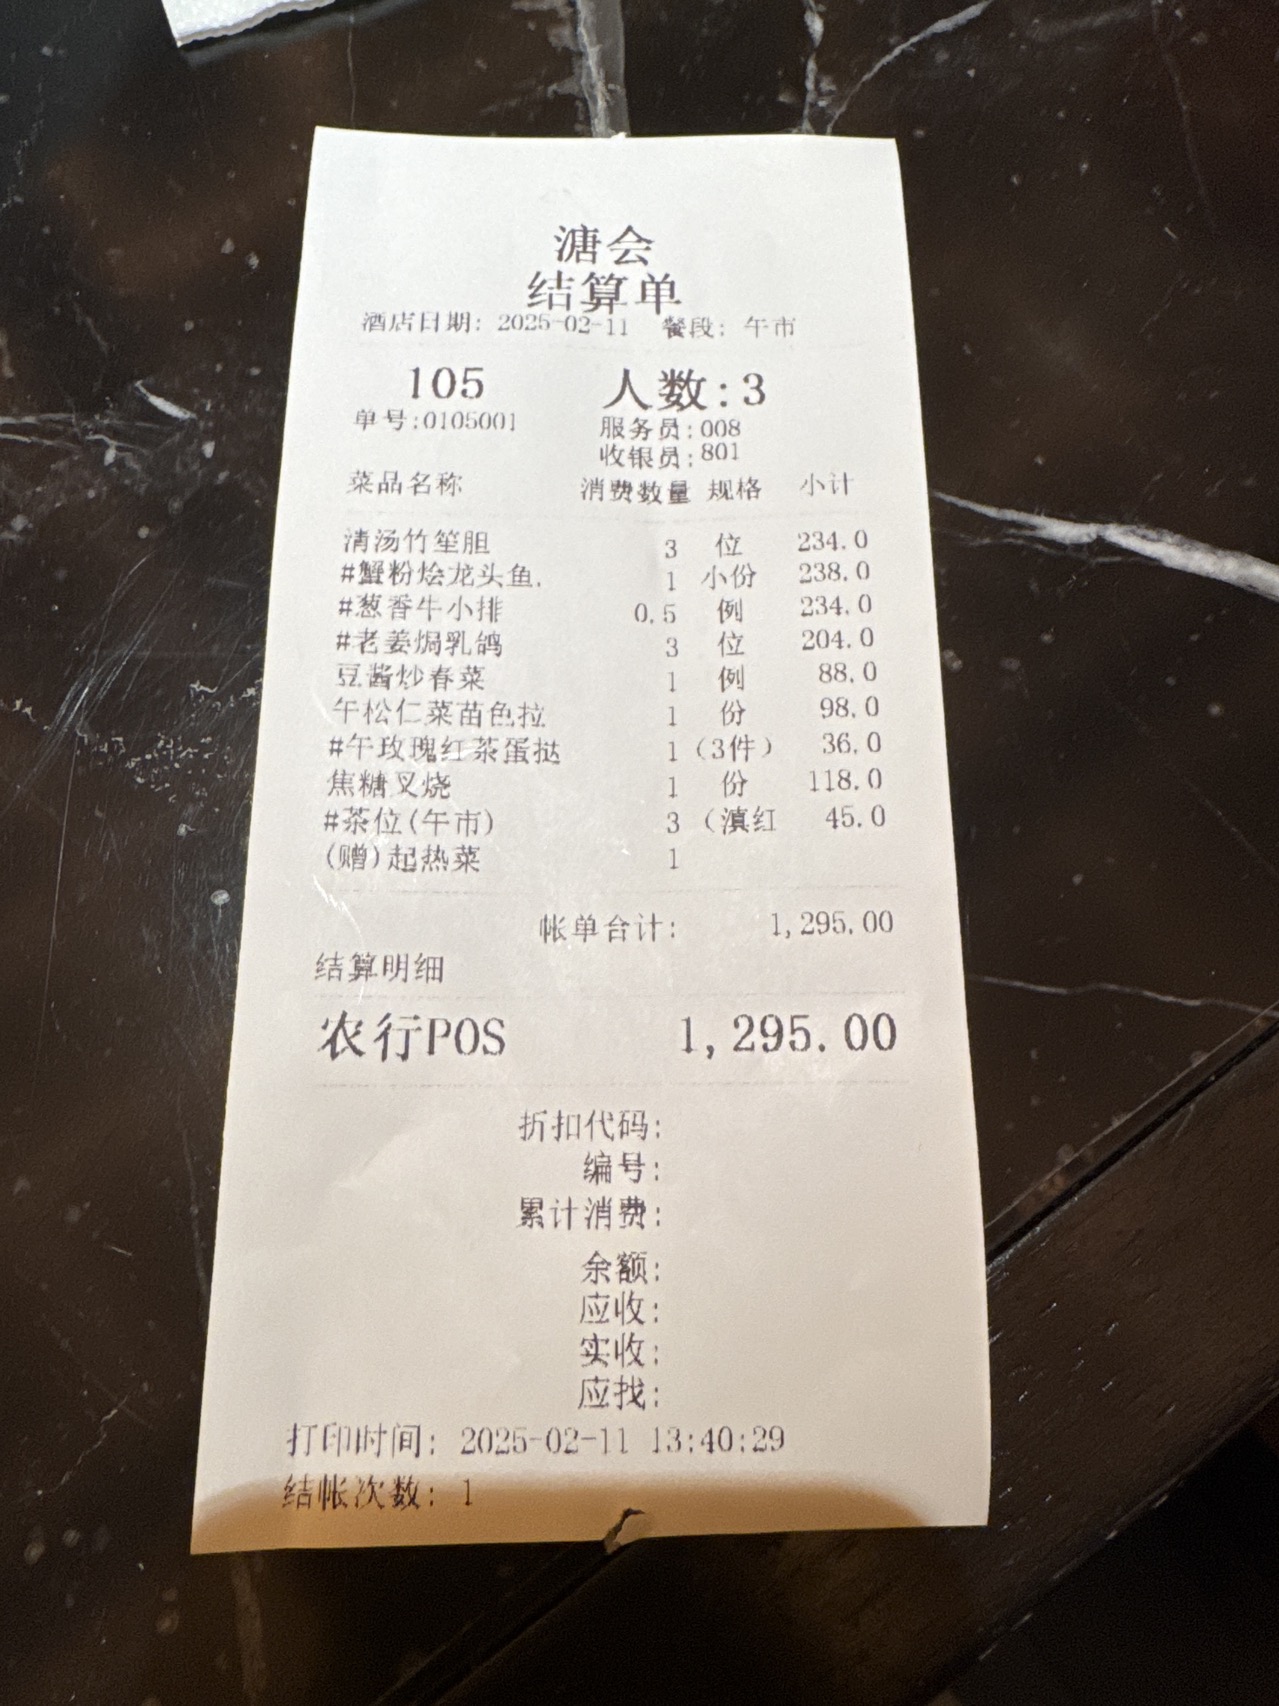 溏会
结算单
酒店日期: 2025-02-11 餐段: 午市
105 人数:3
单号:0105001 服务员:008
收银员:801
菜品名称 消费数量 规格 小计
清汤竹笙胆 3 位 234.0
#蟹粉烩龙头鱼. 1 小份 238.0
#葱香牛小排 0.5 例 234.0
#老姜焗乳鸽 3 位 204.0
豆酱炒春菜 1 例 88.0
午松仁菜苗色拉 1 份 98.0
#午玫瑰红茶蛋挞 1 (3件) 36.0
焦糖叉烧 1 份 118.0
#茶位(午市) 3 (滇红 45.0
(赠)起热菜 1
帐单合计: 1,295.00
结算明细
农行POS 1,295.00
折扣代码:
编号:
累计消费:
余额:
应收:
实收:
应找:
打印时间: 2025-02-11 13:40:29
结帐次数: 1